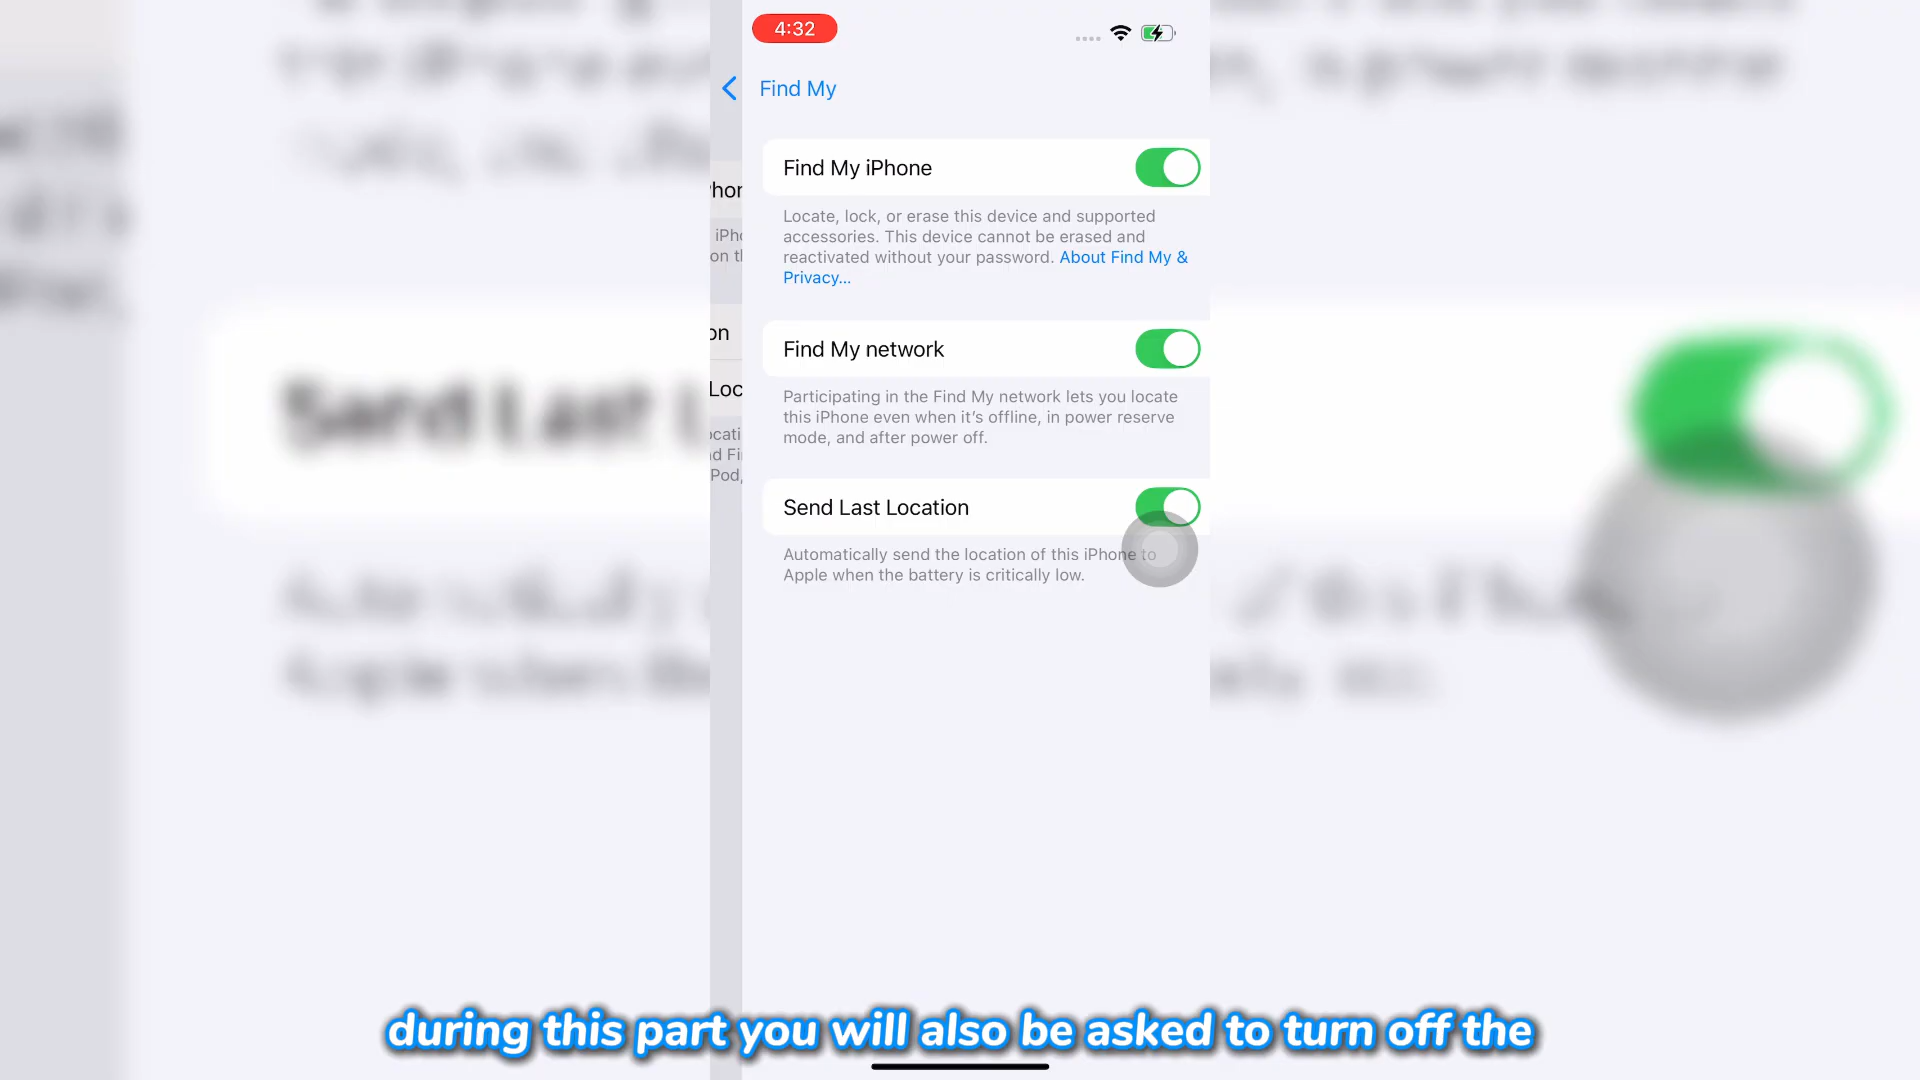 4:32
Find My
Find My iPhone
Locate, lock, or erase this device and supported
accessories. This device cannot be erased and
reactivated without your password. About Find My &
Privacy...
Find My network
Participating in the Find My network lets you locate
this iPhone even when it's offline, in power reserve
mode, and after power off.
Send Last Location
Automatically send the location of this iPhone to
Apple when the battery is critically low.
Send Last
during this part you will also be asked to turn off the